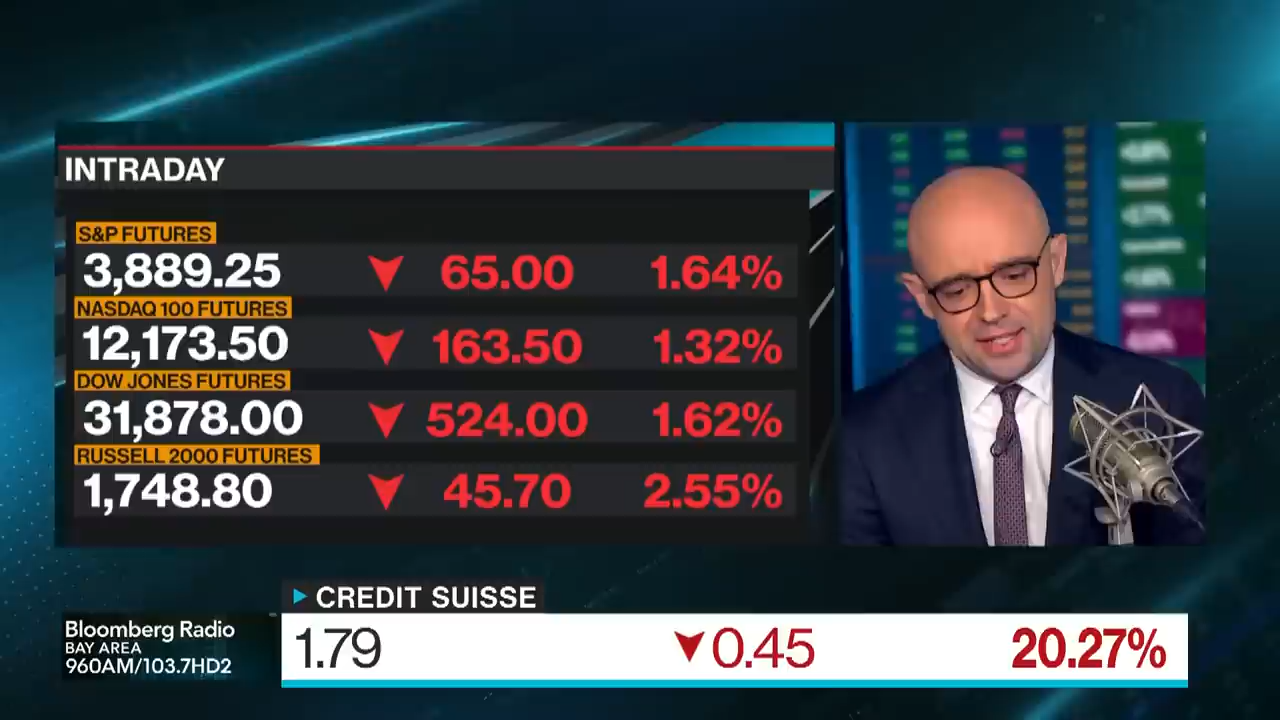 INTRADAY
S&P FUTURES
3,889.25 65.00 1.64%
NASDAQ 100 FUTURES
12,173.50 163.50 1.32%
DOW JONES FUTURES
31,878.00 524.00 1.62%
RUSSELL 2000 FUTURES
1,748.80 45.70 2.55%
CREDIT SUISSE
Bloomberg Radio
BAY AREA
960AM/103.7HD2
1.79 0.45 20.27%